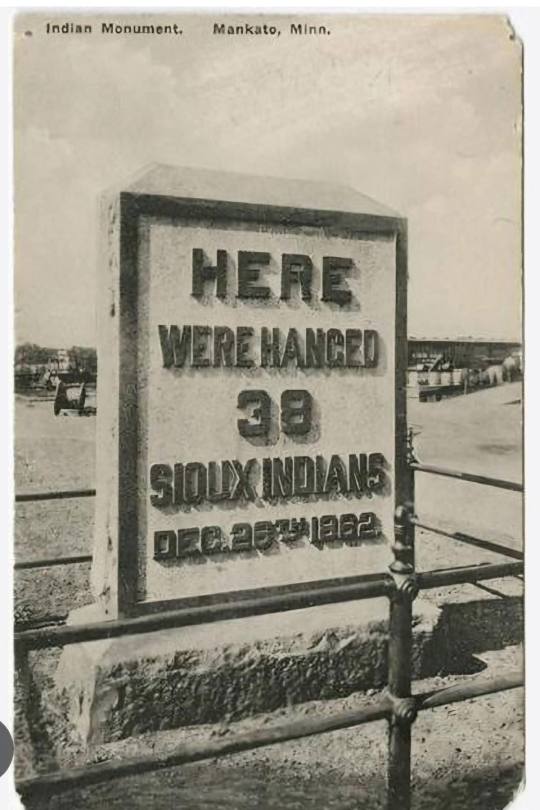 Indian Monument. Mankato, Minn.
HERE
WERE HANGED
38
SIOUX INDIANS
DEC. 26TH 1862.